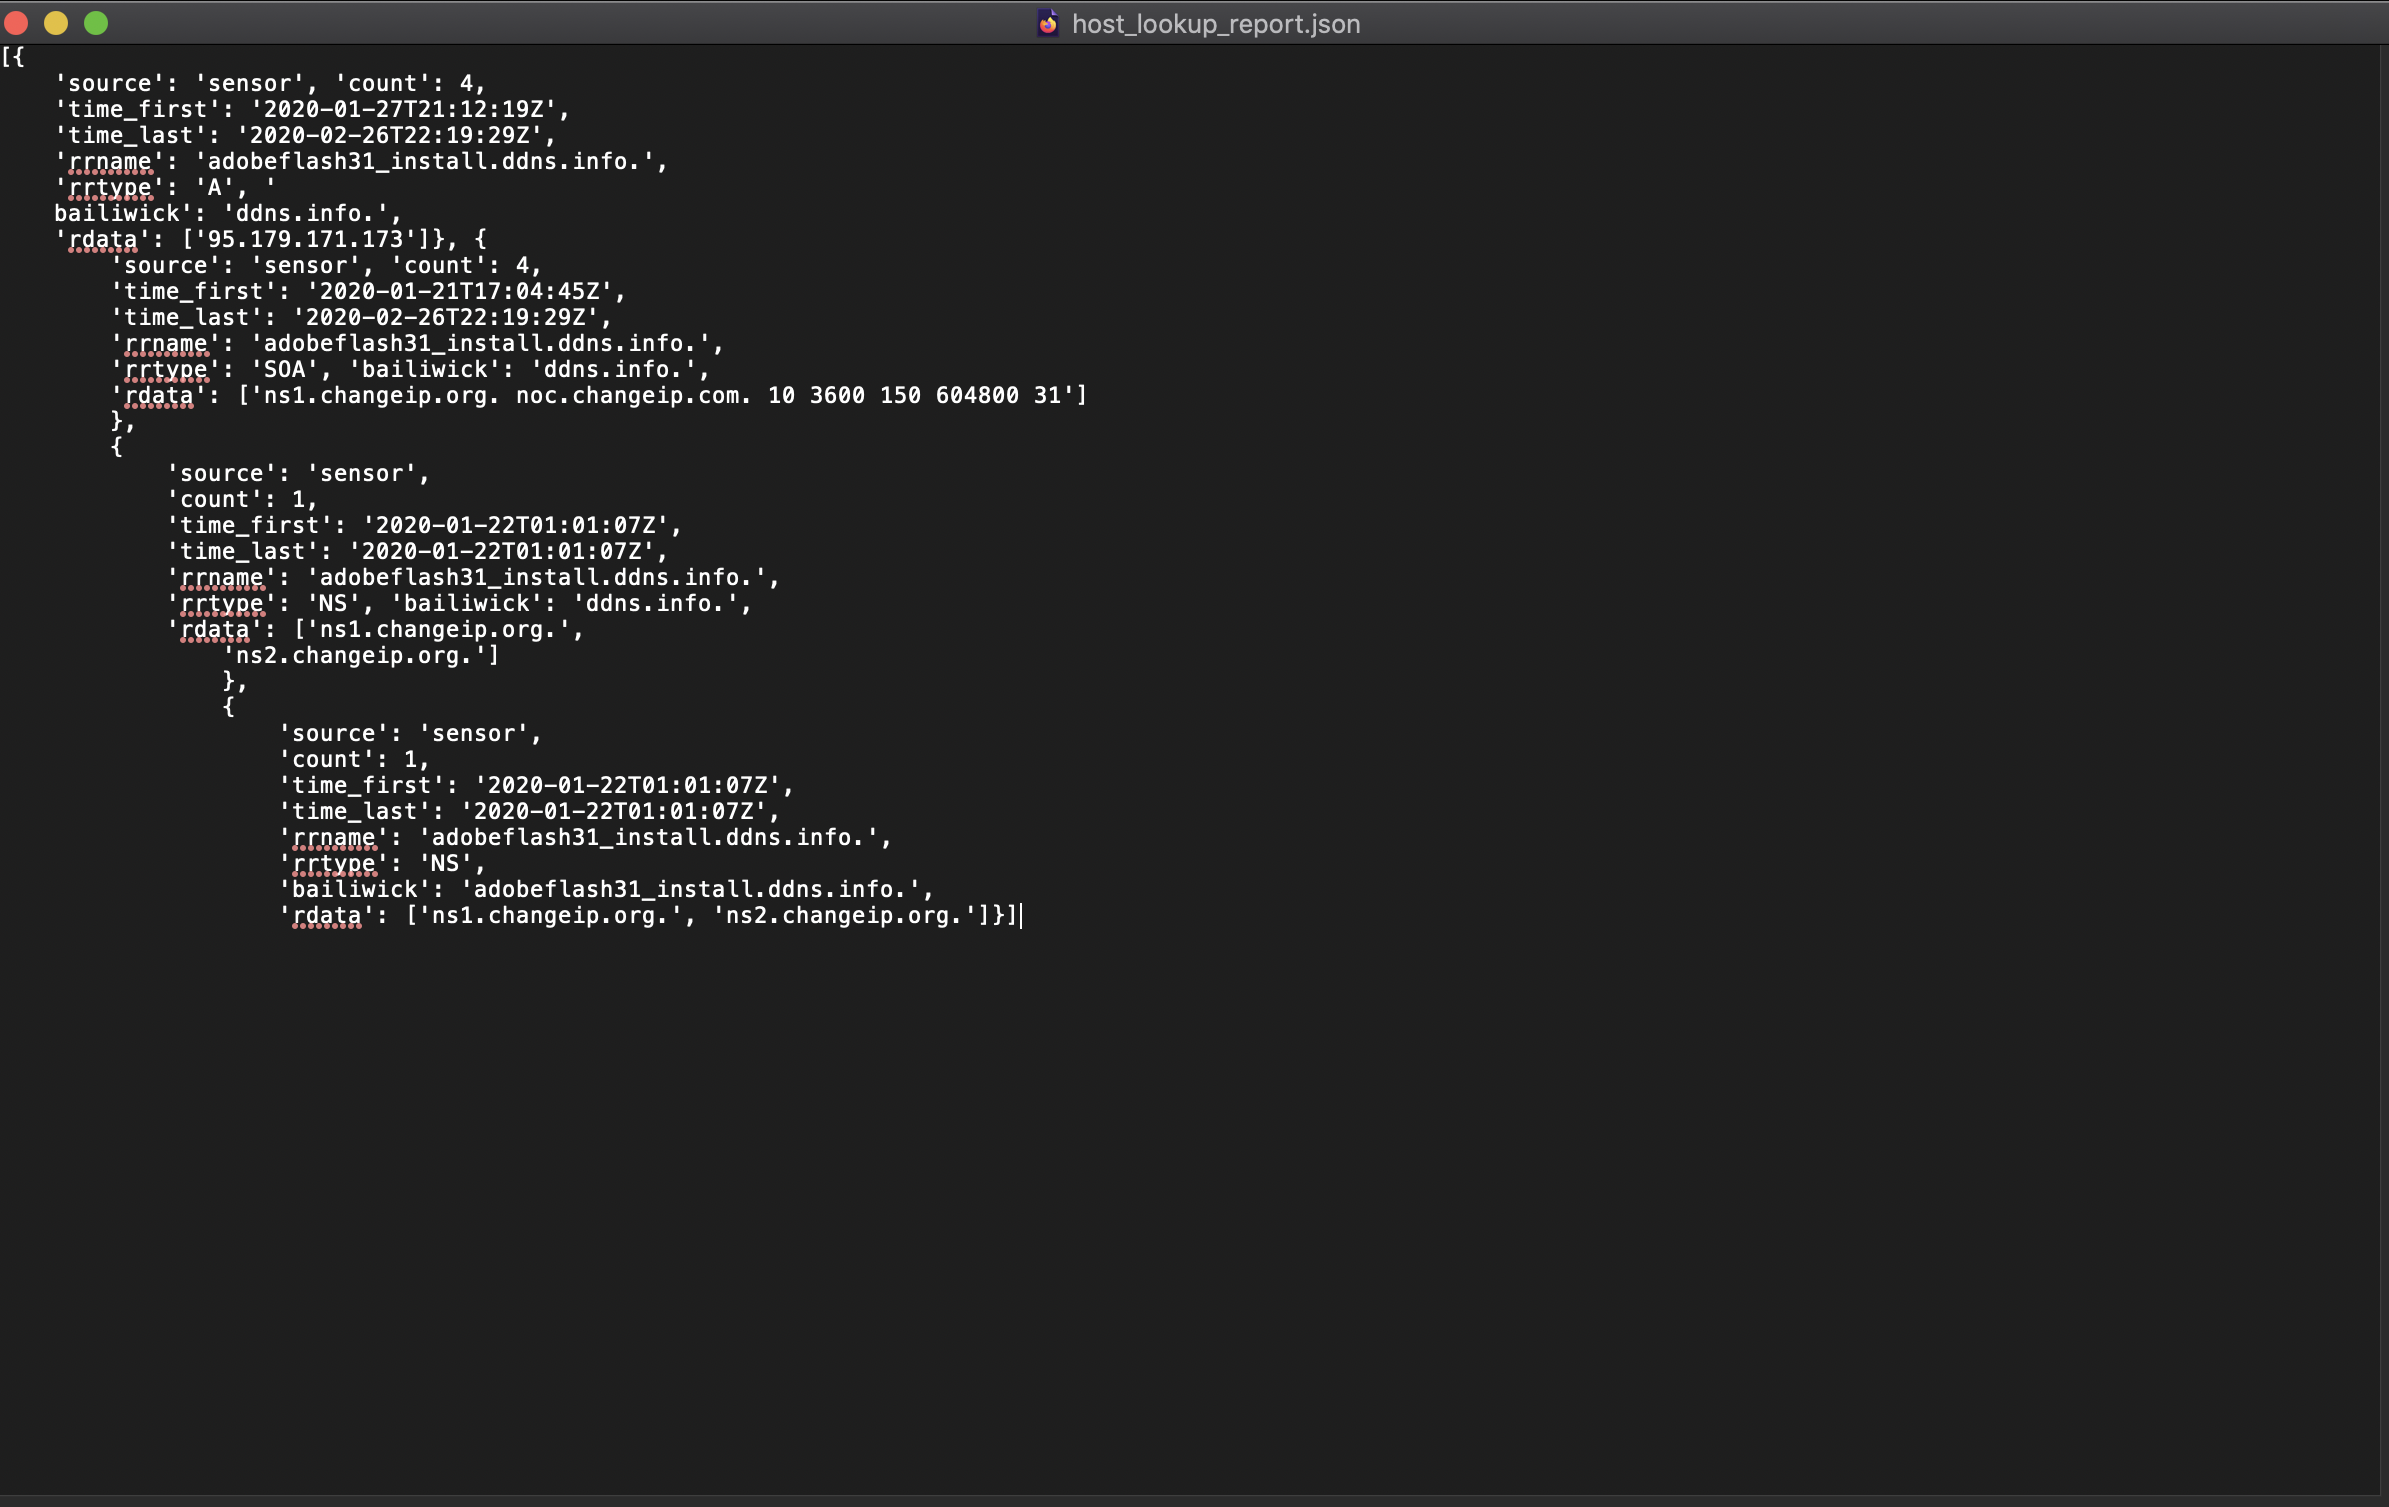 host_lookup_report.json
[{
'source': 'sensor', 'count': 4,
'time_first': '2020-01-27T21:12:19Z',
'time_last': '2020-02-26T22:19:29Z',
'rrname': 'adobeflash31_install.ddns.info.',
'rrtype': 'A', '
bailiwick': 'ddns.info.',
'rdata': ['95.179.171.173']}, {
'source': 'sensor', 'count': 4,
'time_first': '2020-01-21T17:04:45Z',
'time_last': '2020-02-26T22:19:29Z',
'rrname': 'adobeflash31_install.ddns.info.',
'rrtype': 'SOA', 'bailiwick': 'ddns.info.',
'rdata': ['ns1.changeip.org. noc.changeip.com. 10 3600 150 604800 31']
},
{
'source': 'sensor',
'count': 1,
'time_first': '2020-01-22T01:01:07Z',
'time_last': '2020-01-22T01:01:07Z',
'rrname': 'adobeflash31_install.ddns.info.',
'rrtype': 'NS', 'bailiwick': 'ddns.info.',
'rdata': ['ns1.changeip.org.',
'ns2.changeip.org.']
},
{
'source': 'sensor',
'count': 1,
'time_first': '2020-01-22T01:01:07Z',
'time_last': '2020-01-22T01:01:07Z',
'rrname': 'adobeflash31_install.ddns.info.',
'rrtype': 'NS',
'bailiwick': 'adobeflash31_install.ddns.info.',
'rdata': ['ns1.changeip.org.', 'ns2.changeip.org.']}]